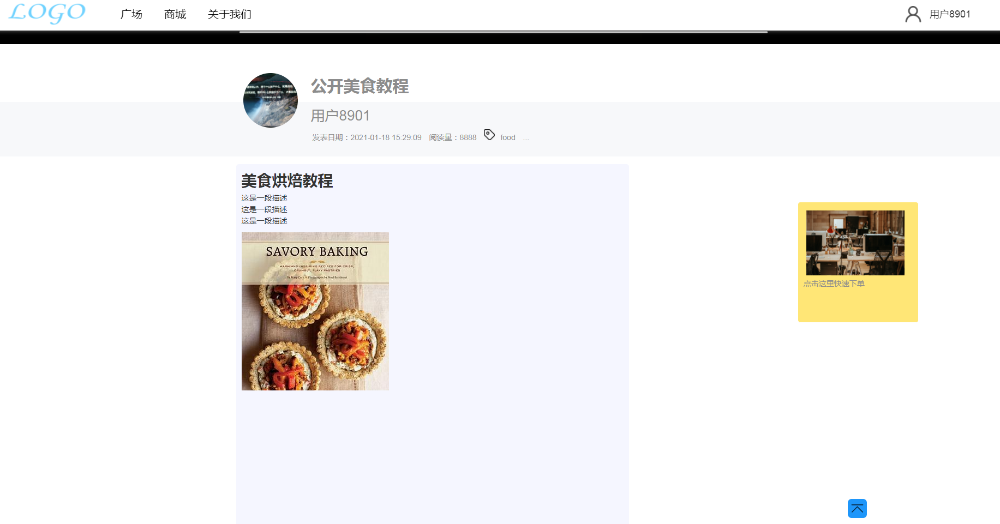 LOGO
广场 商城 关于我们 用户8901
公开美食教程
用户8901
发表日期：2021-01-18 15:29:09 阅读量：8888 food ...
美食烘焙教程
这是一段描述
这是一段描述
这是一段描述
SAVORY BAKING
WARM AND INSPIRING RECIPES FOR CRISP,
CRUMBLY, FLAKY PASTRIES
By Mary Cech • Photographs by Noel Barnhurst
点击这里快速下单